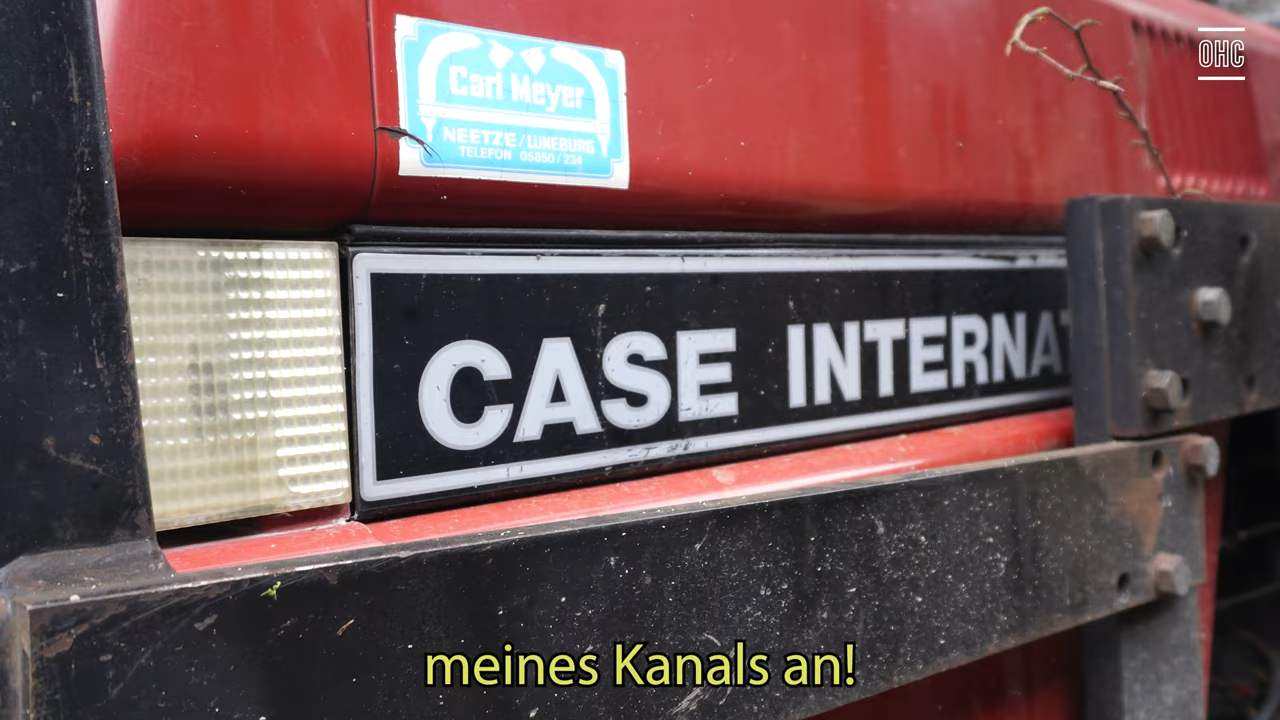 OHC
Carl Meyer
NEETZE/LÜNEBURG
TELEFON 05850/234
CASE INTERNAT
meines Kanals an!